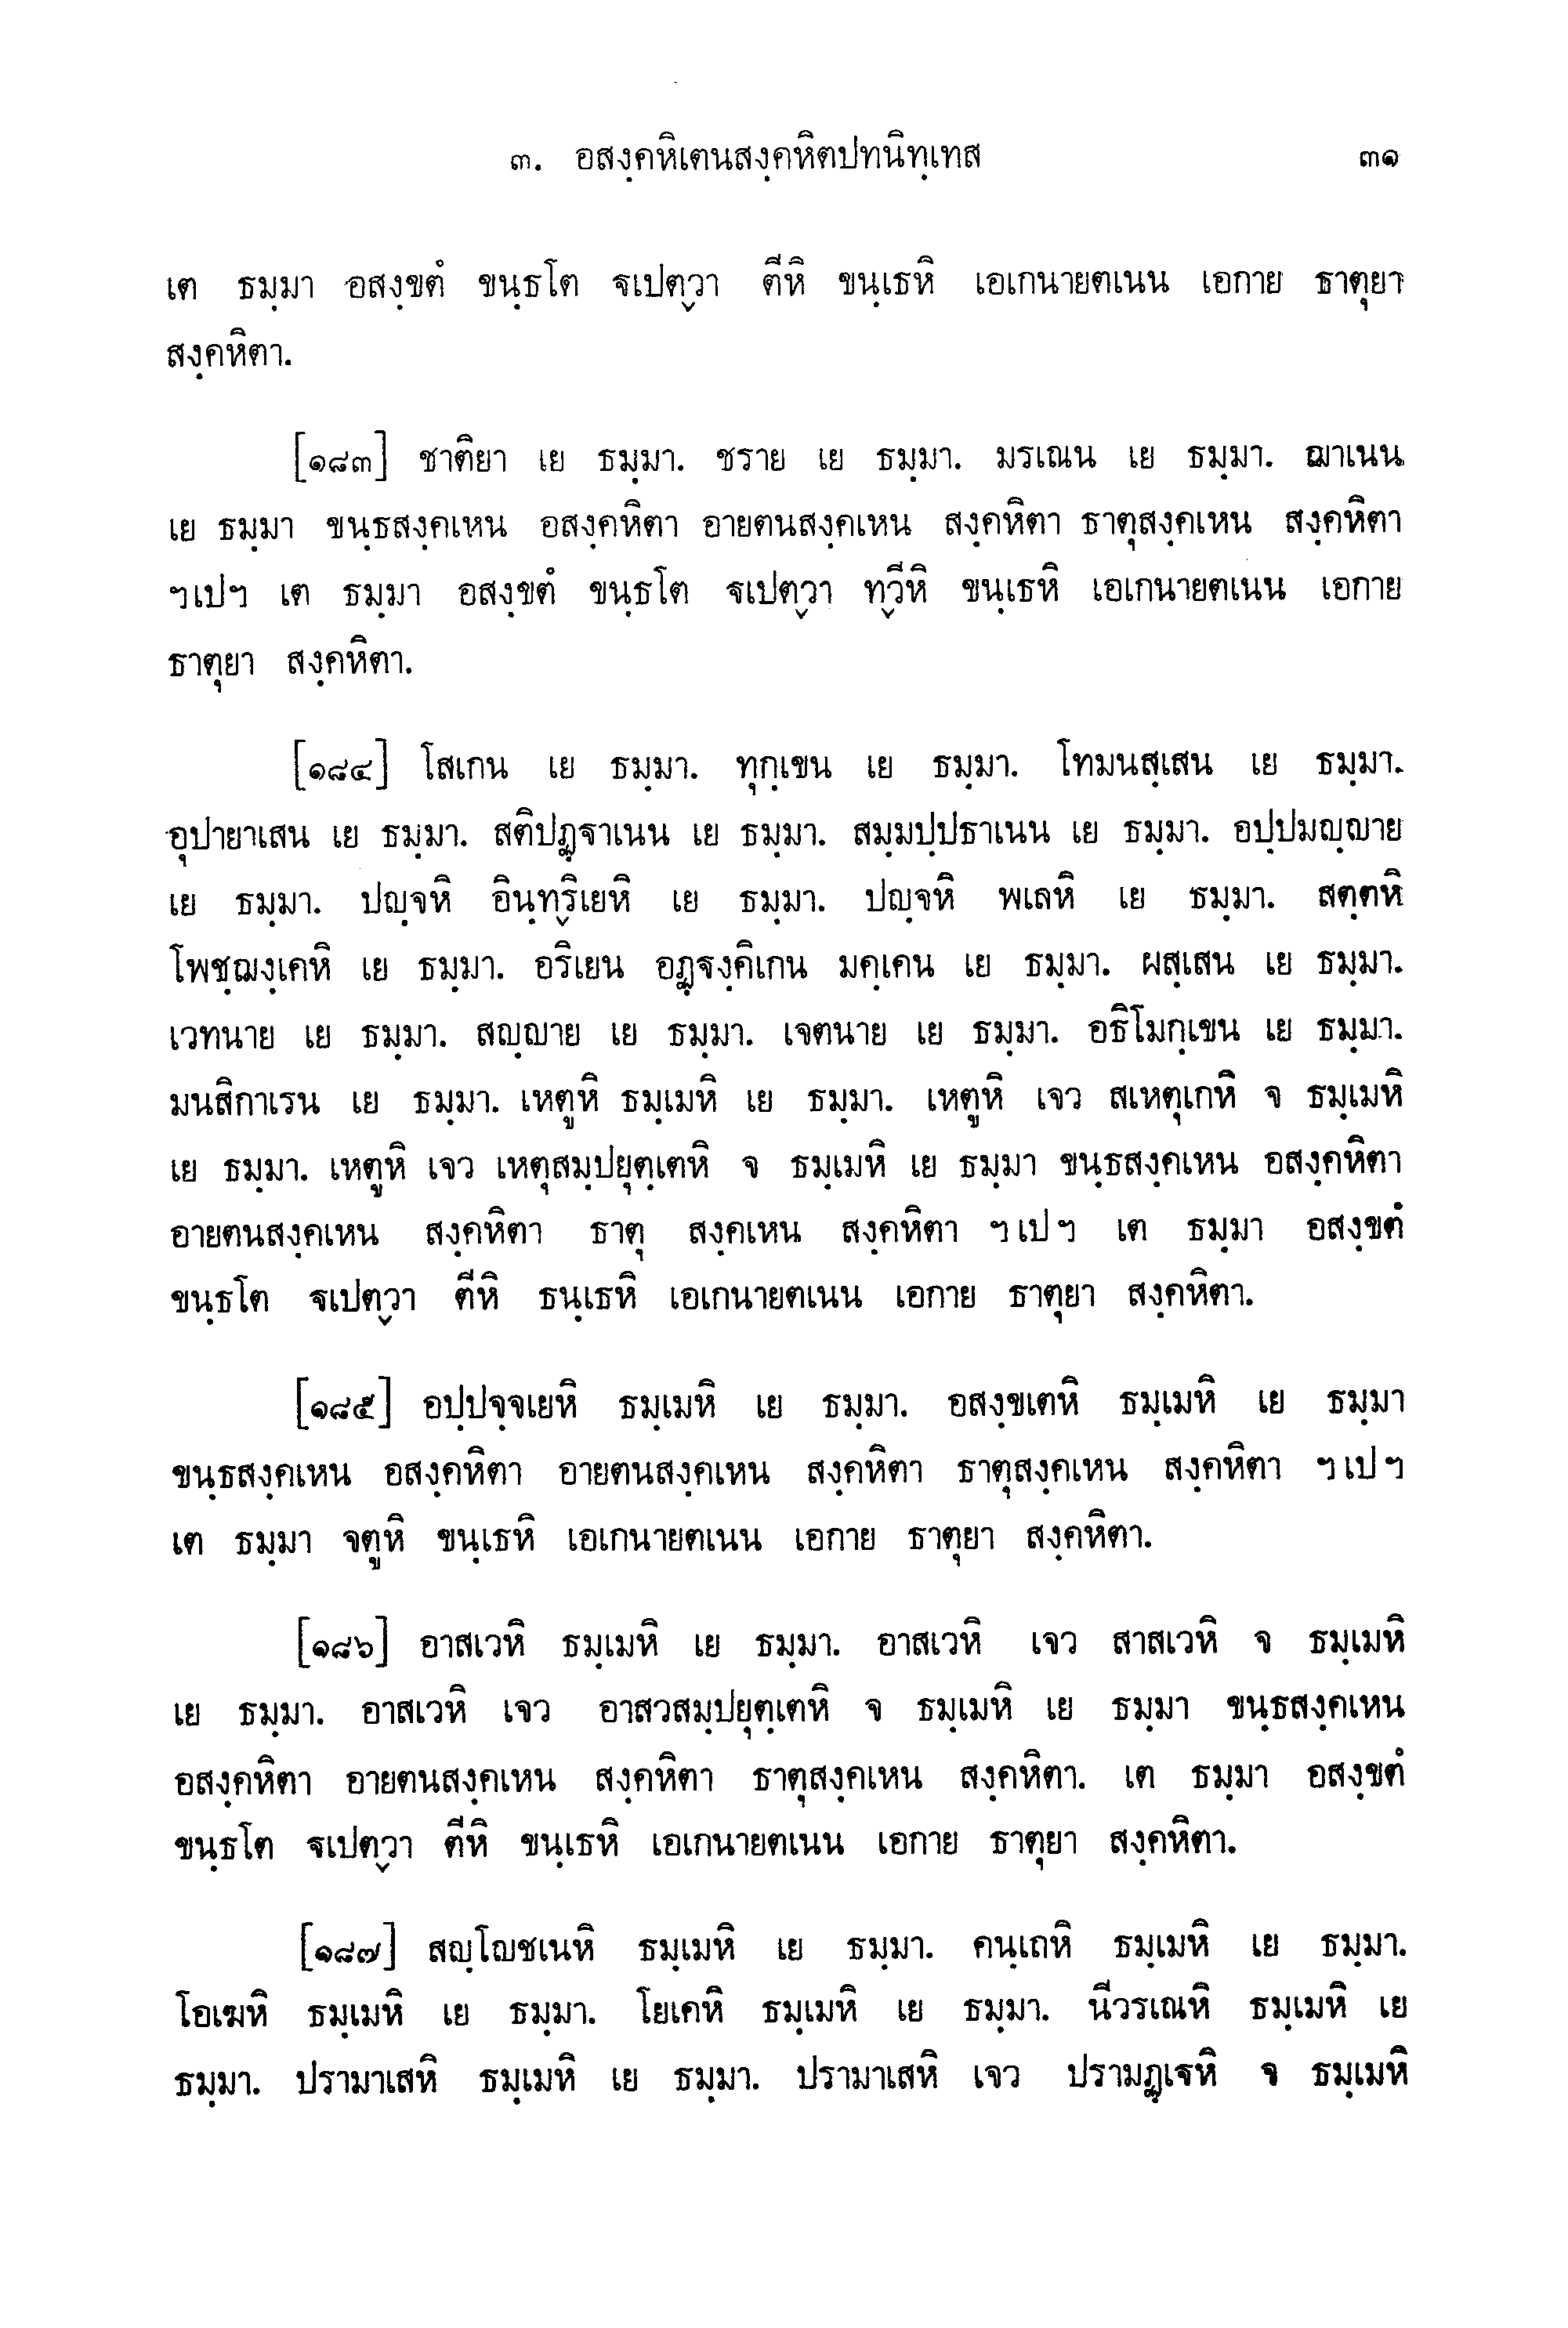 ๓. อสงฺคหิเตนสงฺคหิตปทนิทฺเทส ๓๑
เต ธมฺมา อสงฺขตํ ขนฺธโต ฐเปตฺวา ตีหิ ขนฺเธหิ เอเกนายตเนน เอกาย ธาตุยา
สงฺคหิตา.
[๑๘๓] ชาติยา เย ธมฺมา. ชราย เย ธมฺมา. มรเณน เย ธมฺมา. ฌาเนน
เย ธมฺมา ขนฺธสงฺคเหน อสงฺคหิตา อายตนสงฺคเหน สงฺคหิตา ธาตุสงฺคเหน สงฺคหิตา
ฯเปฯ เต ธมฺมา อสงฺขตํ ขนฺธโต ฐเปตฺวา ทฺวีหิ ขนฺเธหิ เอเกนายตเนน เอกาย
ธาตุยา สงฺคหิตา.
[๑๘๔] โสเกน เย ธมฺมา. ทุกฺเขน เย ธมฺมา. โทมนสฺเสน เย ธมฺมา.
อุปายาเสน เย ธมฺมา. สติปฏฺฐาเนน เย ธมฺมา. สมฺมปฺปธาเนน เย ธมฺมา. อปฺปมญฺญาย
เย ธมฺมา. ปญฺจหิ อินฺทฺริเยหิ เย ธมฺมา. ปญฺจหิ พเลหิ เย ธมฺมา. สตฺตหิ
โพชฺฌงฺเคหิ เย ธมฺมา. อริเยน อฏฺฐงฺคิเกน มคฺเคน เย ธมฺมา. ผสฺเสน เย ธมฺมา.
เวทนาย เย ธมฺมา. สญฺญาย เย ธมฺมา. เจตนาย เย ธมฺมา. อธิโมกฺเขน เย ธมฺมา.
มนสิกาเรน เย ธมฺมา. เหตูหิ ธมฺเมหิ เย ธมฺมา. เหตูหิ เจว สเหตุเกหิ จ ธมฺเมหิ
เย ธมฺมา. เหตูหิ เจว เหตุสมฺปยุตฺเตหิ จ ธมฺเมหิ เย ธมฺมา ขนฺธสงฺคเหน อสงฺคหิตา
อายตนสงฺคเหน สงฺคหิตา ธาตุ สงฺคเหน สงฺคหิตา ฯเปฯ เต ธมฺมา อสงฺขตํ
ขนฺธโต ฐเปตฺวา ตีหิ ธนฺเธหิ เอเกนายตเนน เอกาย ธาตุยา สงฺคหิตา.
[๑๘๕] อปฺปจฺจเยหิ ธมฺเมหิ เย ธมฺมา. อสงฺขเตหิ ธมฺเมหิ เย ธมฺมา
ขนฺธสงฺคเหน อสงฺคหิตา อายตนสงฺคเหน สงฺคหิตา ธาตุสงฺคเหน สงฺคหิตา ฯเปฯ
เต ธมฺมา จตูหิ ขนฺเธหิ เอเกนายตเนน เอกาย ธาตุยา สงฺคหิตา.
[๑๘๖] อาสเวหิ ธมฺเมหิ เย ธมฺมา. อาสเวหิ เจว สาสเวหิ จ ธมฺเมหิ
เย ธมฺมา. อาสเวหิ เจว อาสวสมฺปยุตฺเตหิ จ ธมฺเมหิ เย ธมฺมา ขนฺธสงฺคเหน
อสงฺคหิตา อายตนสงฺคเหน สงฺคหิตา ธาตุสงฺคเหน สงฺคหิตา. เต ธมฺมา อสงฺขตํ
ขนฺธโต ฐเปตฺวา ตีหิ ขนฺเธหิ เอเกนายตเนน เอกาย ธาตุยา สงฺคหิตา.
[๑๘๗] สญฺโญชเนหิ ธมฺเมหิ เย ธมฺมา. คนฺเถหิ ธมฺเมหิ เย ธมฺมา.
โอเฆหิ ธมฺเมหิ เย ธมฺมา. โยเคหิ ธมฺเมหิ เย ธมฺมา. นีวรเณหิ ธมฺเมหิ เย
ธมฺมา. ปรามาเสหิ ธมฺเมหิ เย ธมฺมา. ปรามาเสหิ เจว ปรามฏฺเฐหิ จ ธมฺเมหิ